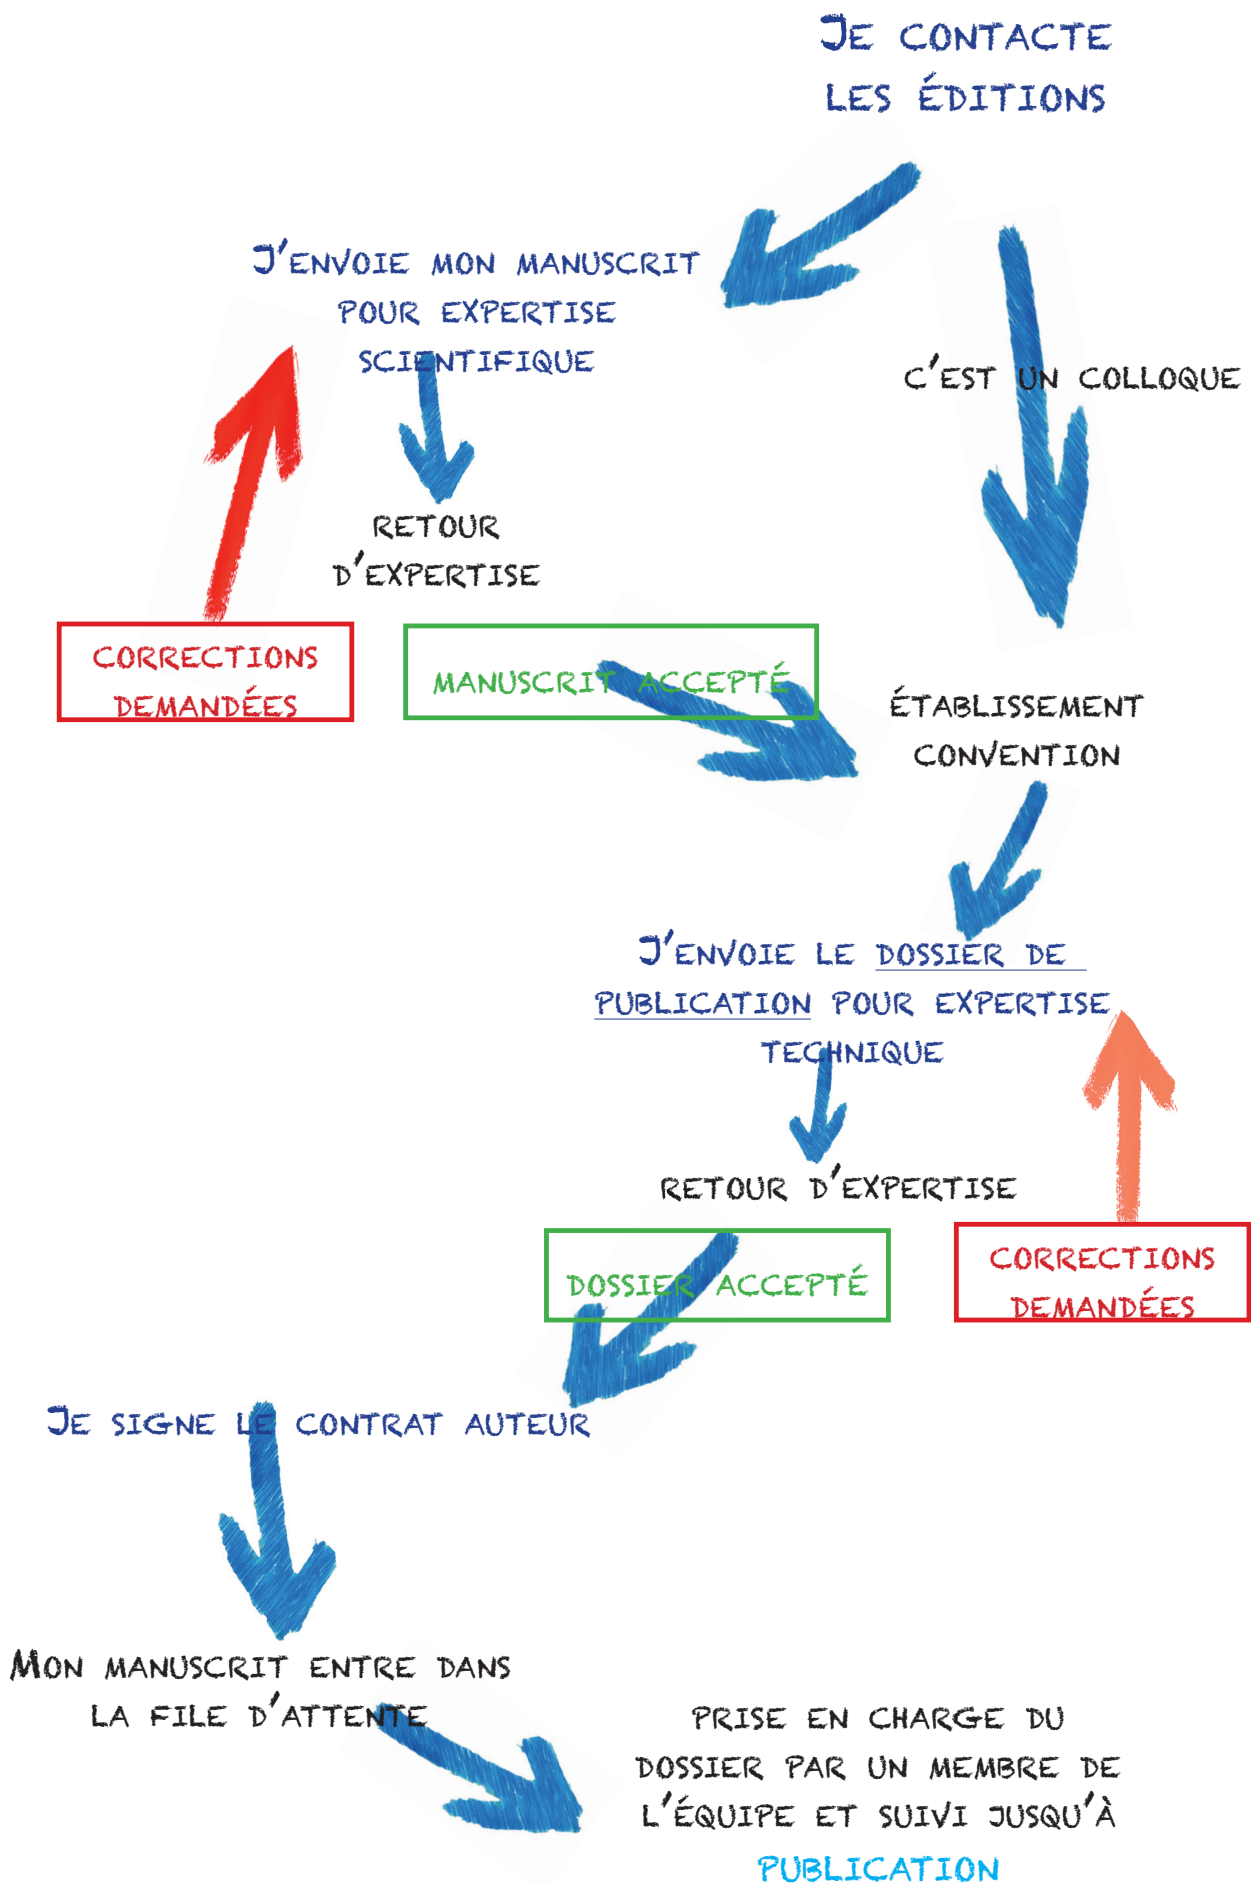 Je contacte
les éditions
J'envoie mon manuscrit
pour expertise
scientifique
c'est un colloque
retour
d'expertise
corrections
demandées
manuscrit accepté
établissement
convention
J'envoie le dossier de
publication pour expertise
technique
retour d'expertise
dossier accepté
corrections
demandées
Je signe le contrat auteur
Mon manuscrit entre dans
la file d'attente
prise en charge du
dossier par un membre de
l'équipe et suivi jusqu'à
publication